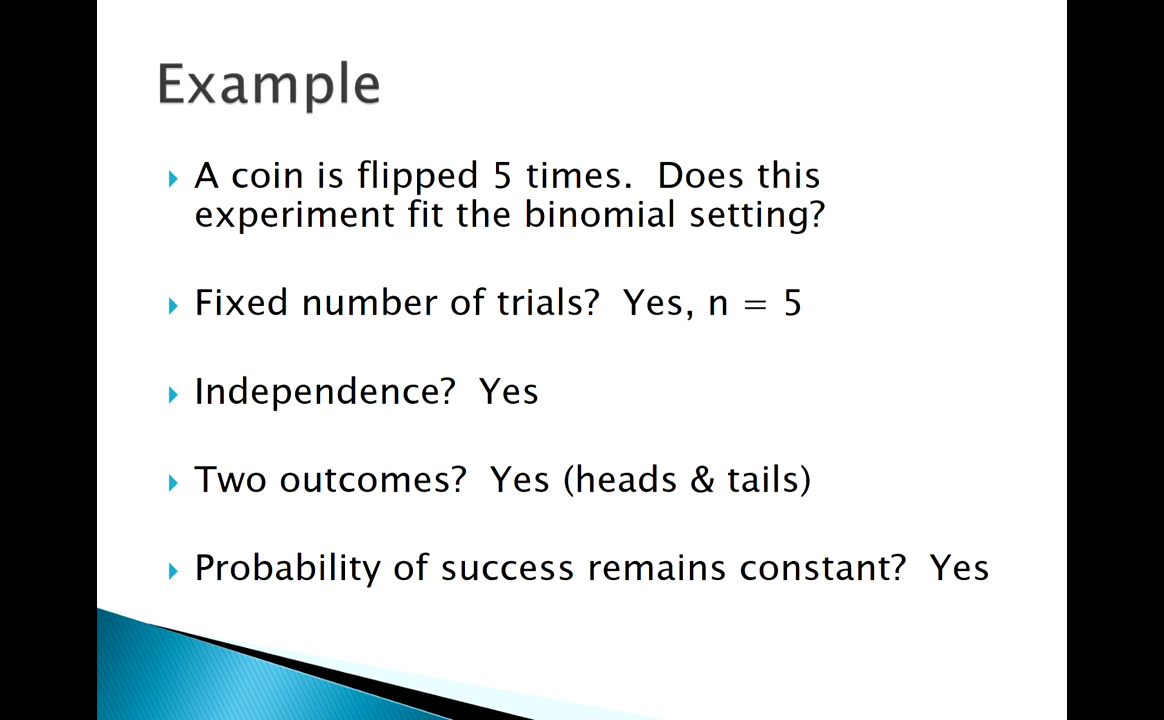 Example
A coin is flipped 5 times.  Does this
experiment fit the binomial setting?
Fixed number of trials?  Yes, n = 5
Independence?  Yes
Two outcomes?  Yes (heads & tails)
Probability of success remains constant?  Yes